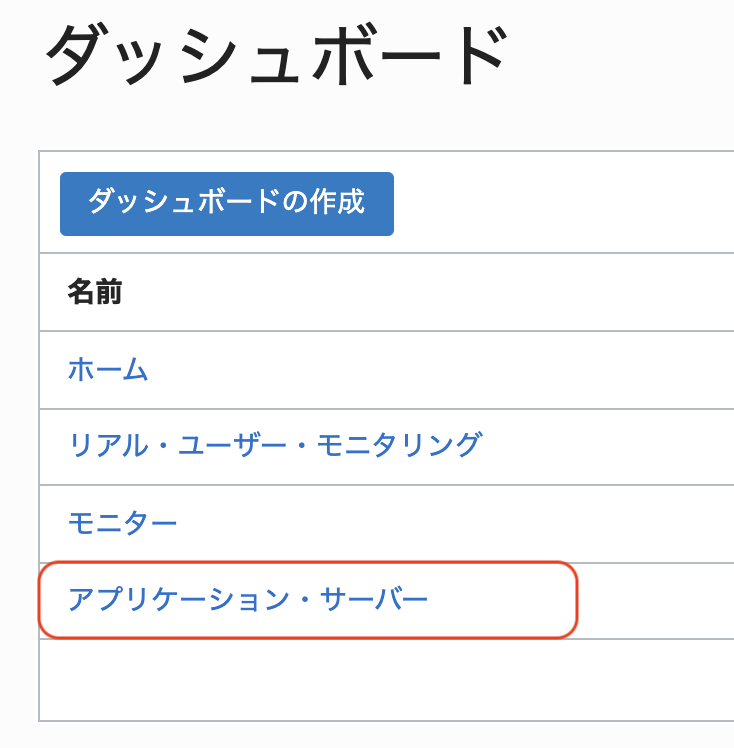 ダッシュボード
ダッシュボードの作成
名前
ホーム
リアル・ユーザー・モニタリング
モニター
アプリケーション・サーバー